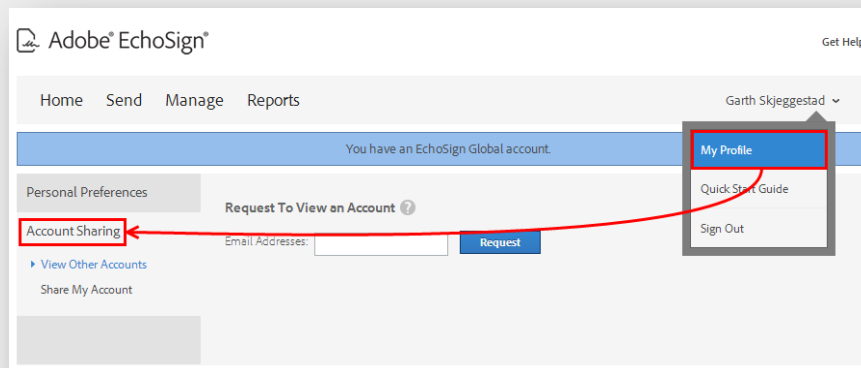 Adobe® EchoSign®
Get Help
Home Send Manage Reports
Garth Skjeggestad
You have an EchoSign Global account.
My Profile
Quick Start Guide
Sign Out
Personal Preferences
Account Sharing
View Other Accounts
Share My Account
Request To View an Account ?
Email Addresses:
Request